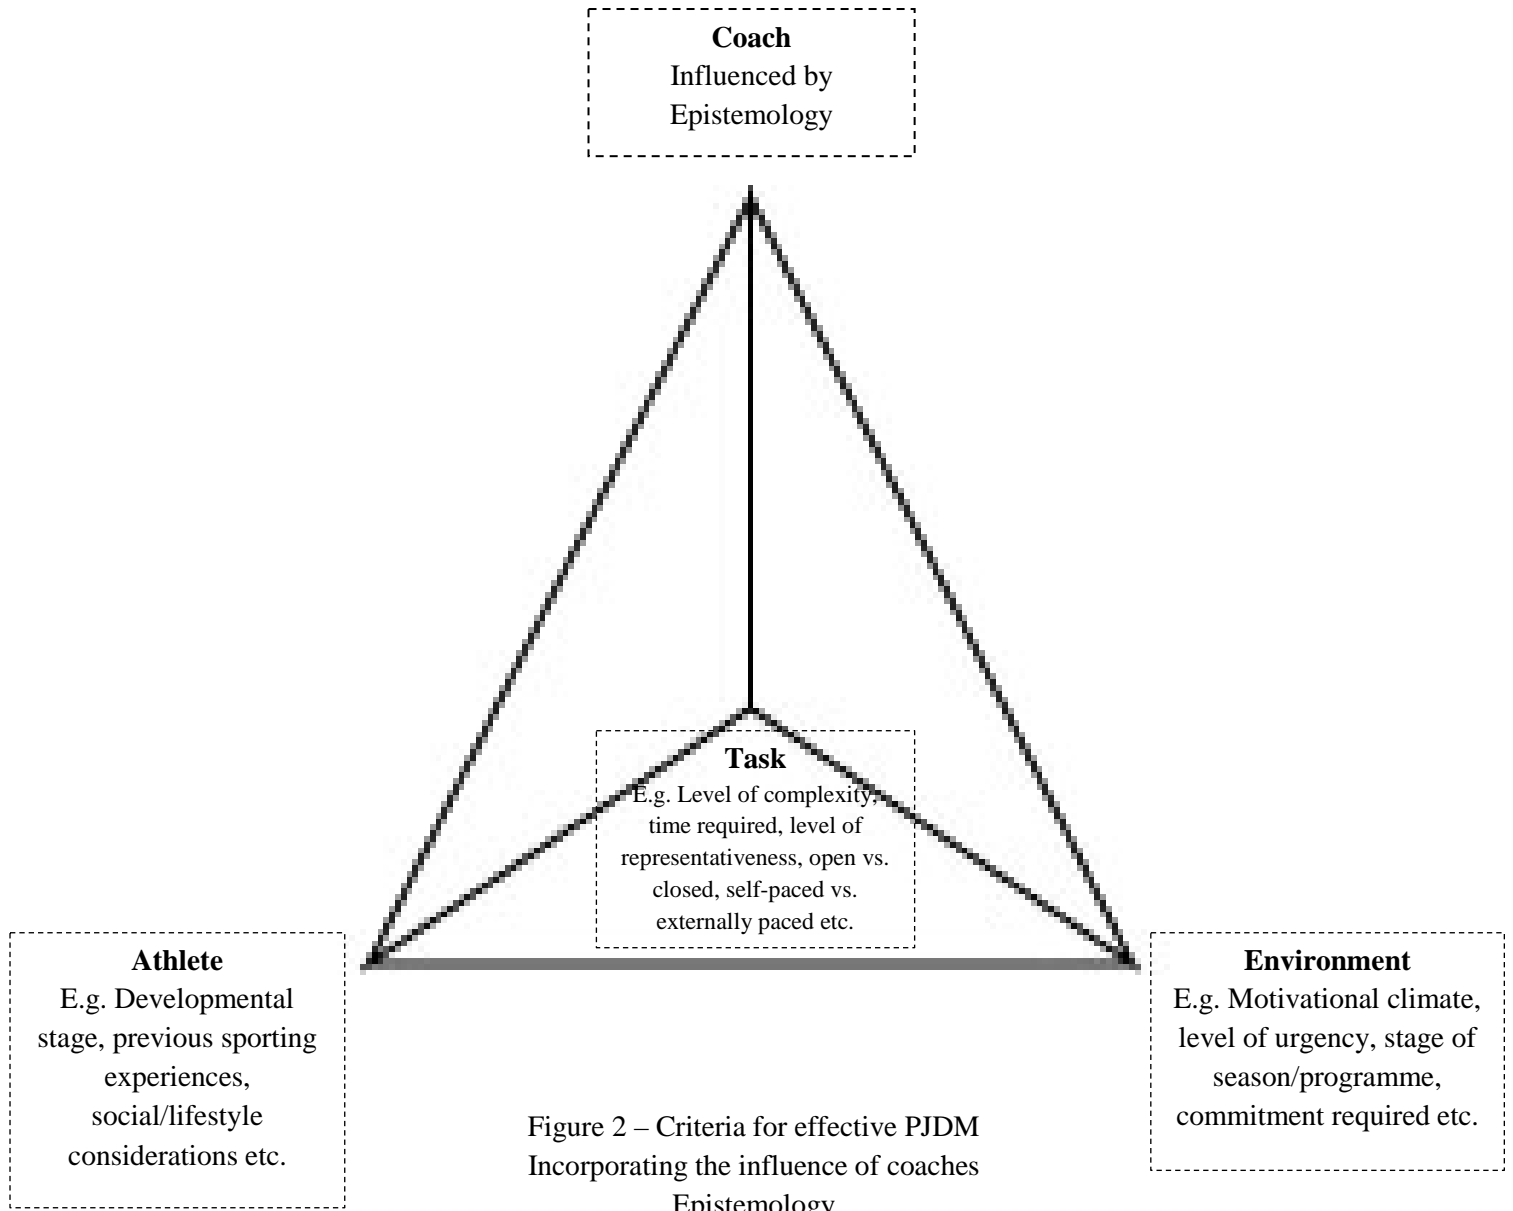 Coach
Influenced by
Epistemology
Task
E.g. Level of complexity,
time required, level of
representativeness, open vs.
closed, self-paced vs.
externally paced etc.
Athlete
E.g. Developmental
stage, previous sporting
experiences,
social/lifestyle
considerations etc.
Environment
E.g. Motivational climate,
level of urgency, stage of
season/programme,
commitment required etc.
Figure 2 – Criteria for effective PJDM
Incorporating the influence of coaches
Epistemology